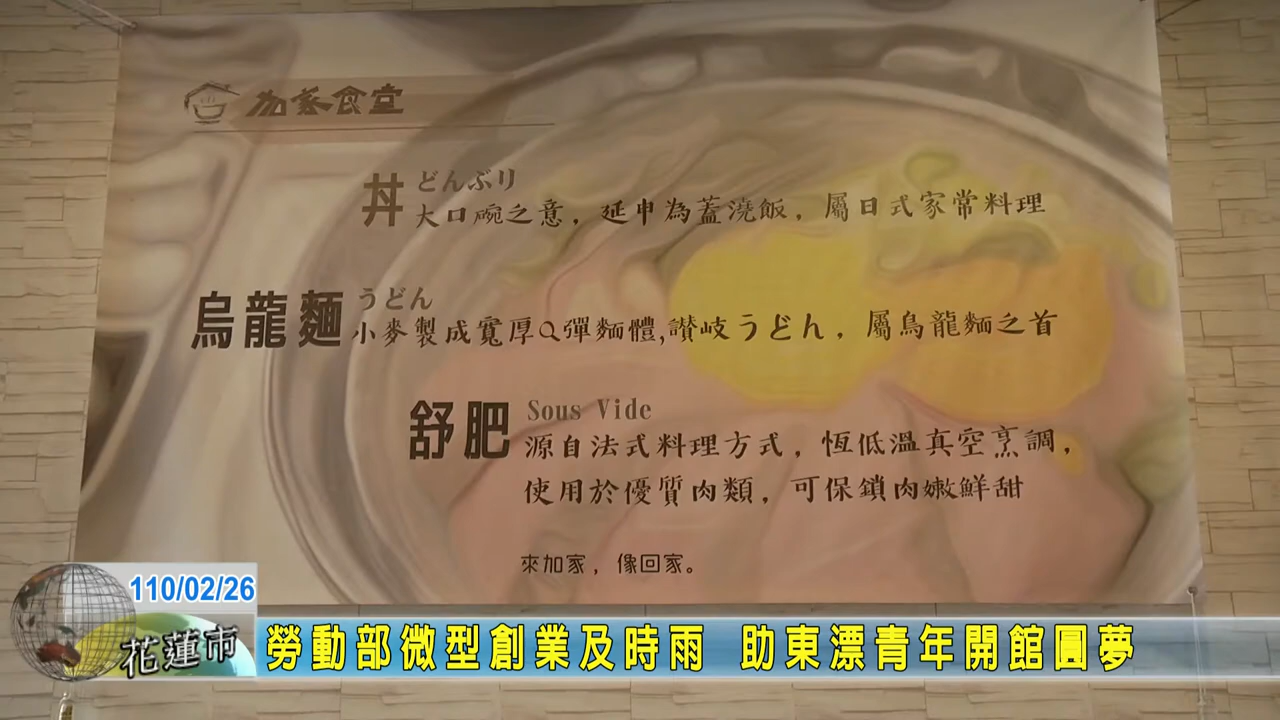 加家食堂
丼 どんぶり
大口碗之意，延申為蓋澆飯，屬日式家常料理
烏龍麵 うどん
小麥製成寬厚Q彈麵體,讃岐うどん，屬烏龍麵之首
舒肥 Sous Vide
源自法式料理方式，恆低溫真空烹調，
使用於優質肉類，可保鎖肉嫩鮮甜
來加家，像回家。
110/02/26
花蓮市
勞動部微型創業及時雨 助東漂青年開館圓夢